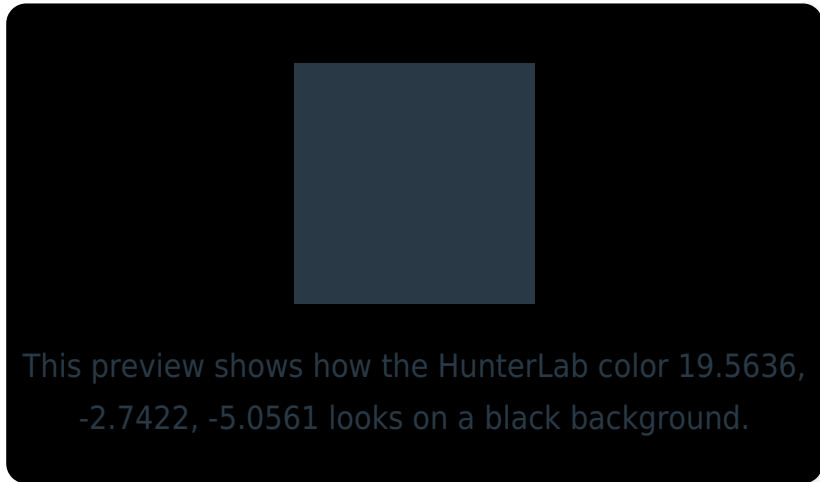 This preview shows how the HunterLab color 19.5636,
-2.7422, -5.0561 looks on a black background.